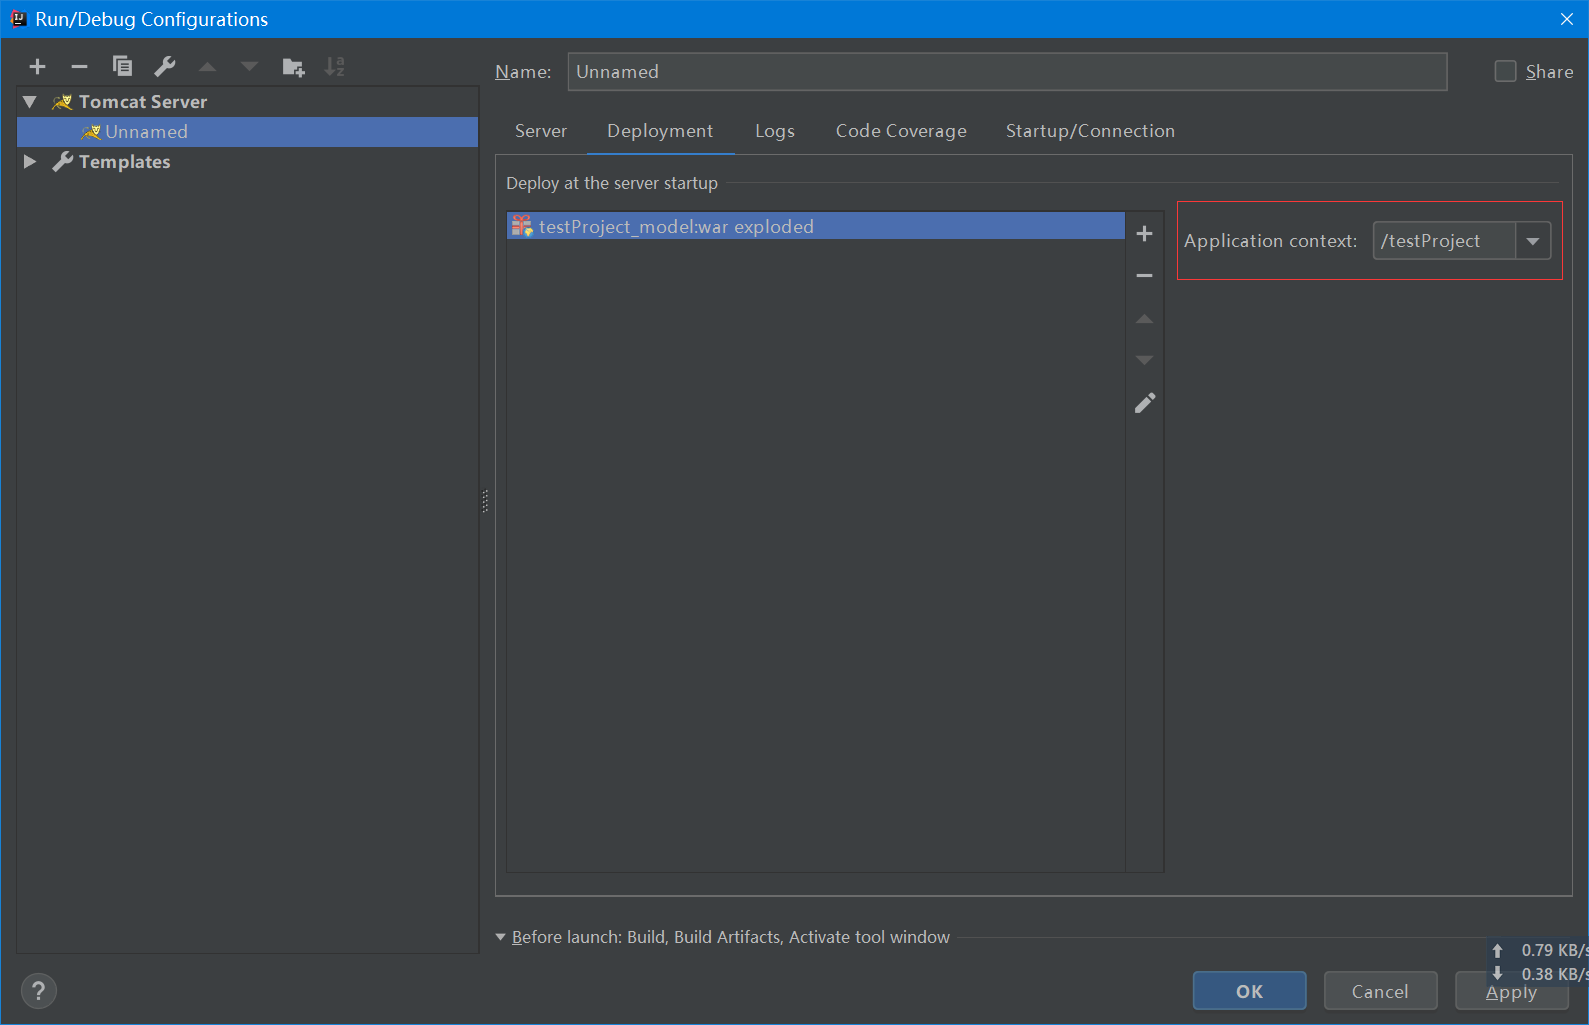 Run/Debug Configurations
Name: Unnamed Share
Tomcat Server
Unnamed
Templates
Server Deployment Logs Code Coverage Startup/Connection
Deploy at the server startup
testProject_model:war exploded
Application context: /testProject
Before launch: Build, Build Artifacts, Activate tool window
0.79 KB/s
0.38 KB/s
? OK Cancel Apply